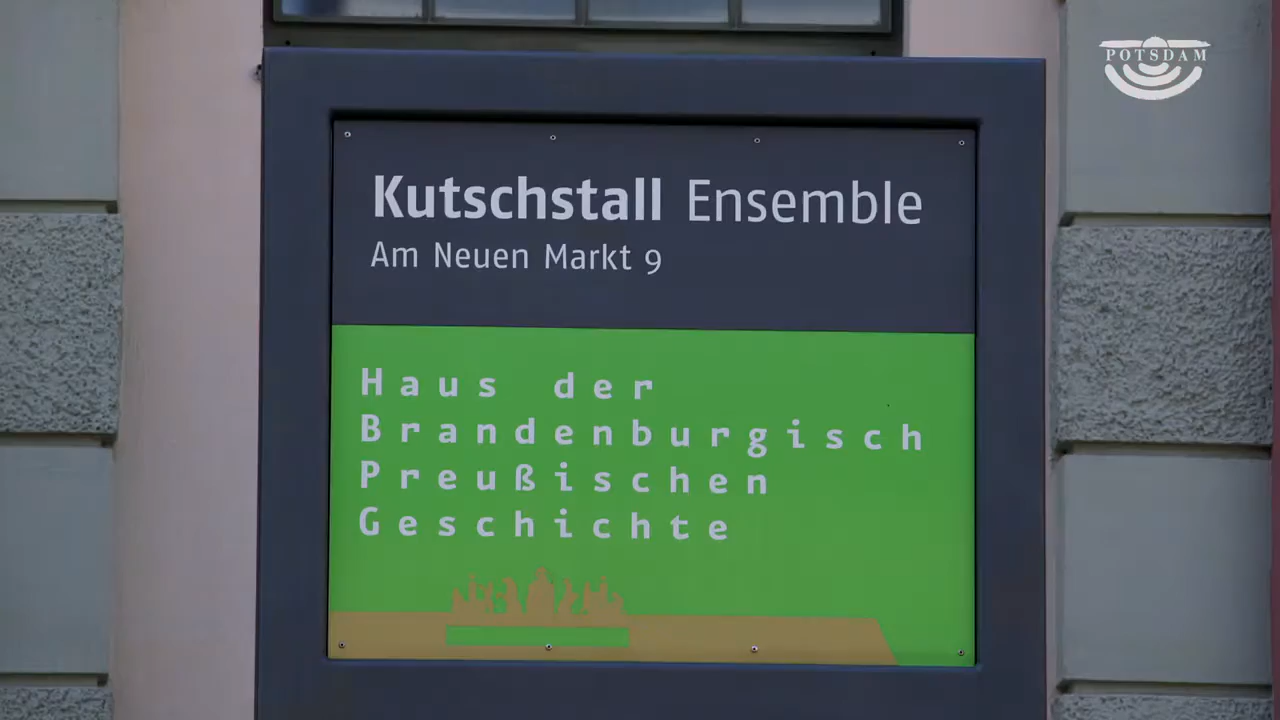 POTSDAM
Kutschstall Ensemble
Am Neuen Markt 9
Haus der
Brandenburgisch
Preußischen
Geschichte